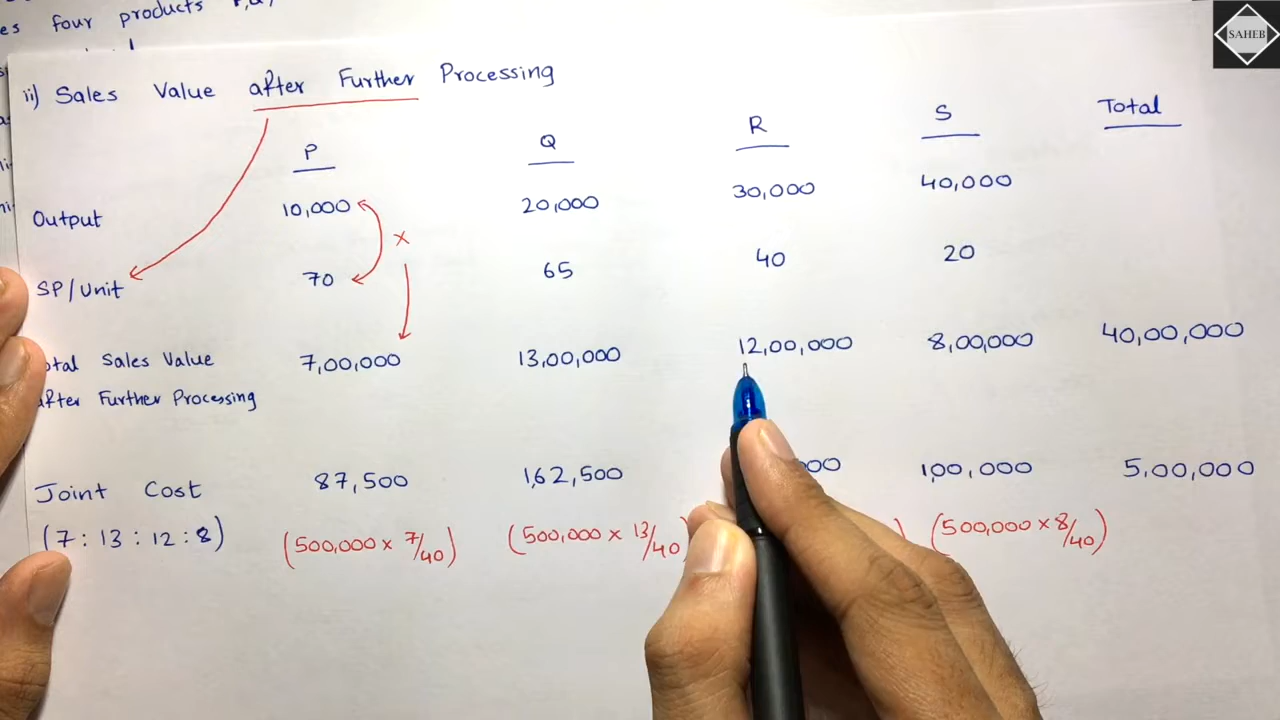 es four products
SAHEB
ii) Sales Value after Further Processing
P Q R S Total
Output 10,000 20,000 30,000 40,000
x
SP/Unit 70 65 40 20
otal Sales Value 7,00,000 13,00,000 12,00,000 8,00,000 40,00,000
after Further Processing
Joint Cost 87,500 1,62,500 000 1,00,000 5,00,000
(7:13:12:8) (500,000 x 7/40) (500,000 x 13/40 ) (500,000 x 8/40)